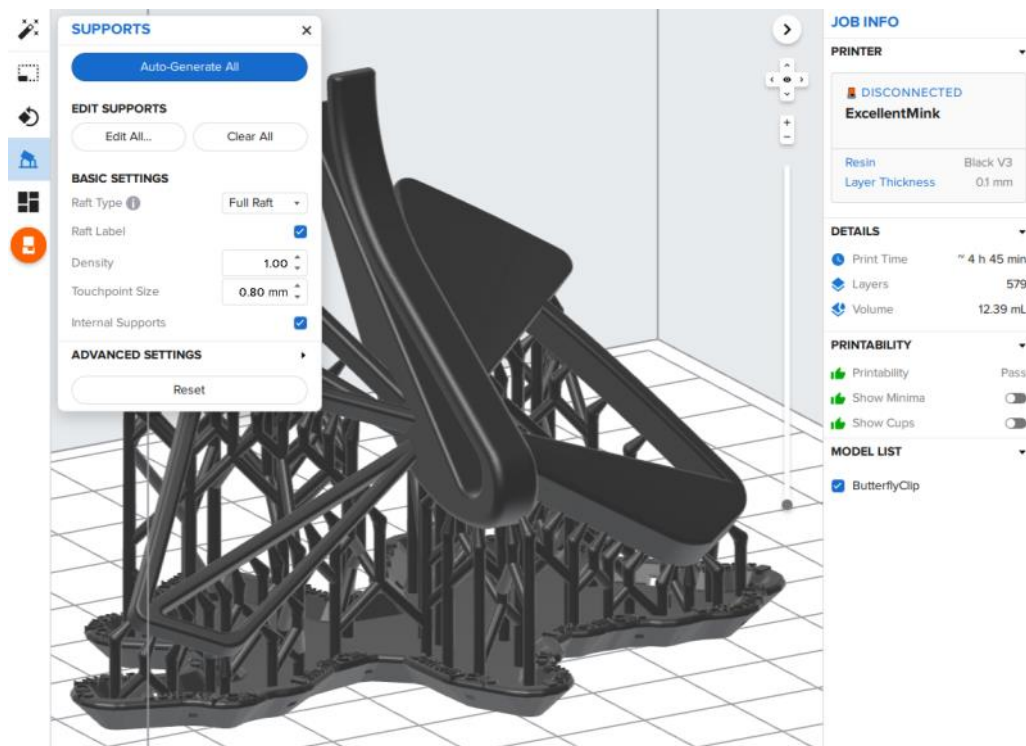 SUPPORTS
Auto-Generate All
EDIT SUPPORTS
Edit All...
Clear All
BASIC SETTINGS
Raft Type
Full Raft
Raft Label
Density
1.00
Touchpoint Size
0.80 mm
Internal Supports
ADVANCED SETTINGS
Reset
JOB INFO
PRINTER
DISCONNECTED
ExcellentMink
Resin Black V3
Layer Thickness 0.1 mm
DETAILS
Print Time ~ 4 h 45 min
Layers 579
Volume 12.39 mL
PRINTABILITY
Printability Pass
Show Minima
Show Cups
MODEL LIST
ButterflyClip